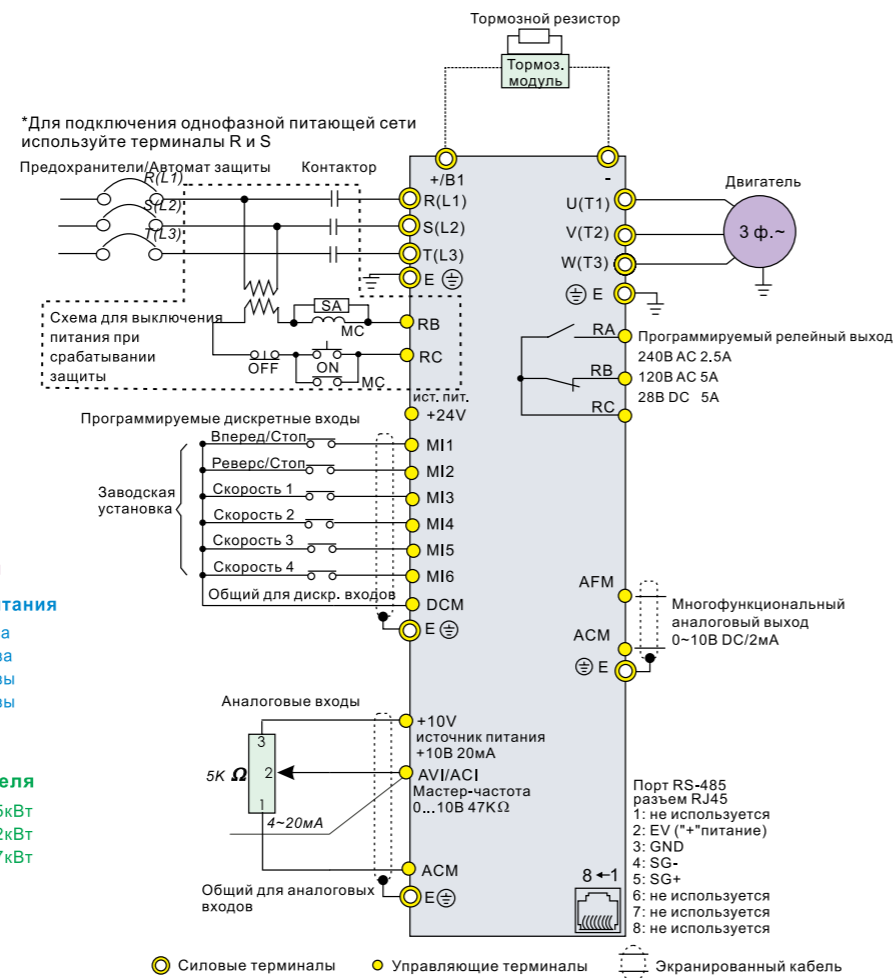 Тормозной резистор
Тормоз.
модуль
*Для подключения однофазной питающей сети
используйте терминалы R и S
Предохранители/Автомат защиты
Контактор
R(L1)
S(L2)
T(L3)
+/B1
-
R(L1)
S(L2)
T(L3)
E
U(T1)
V(T2)
W(T3)
E
Двигатель
3 ф.~
Схема для выключения
питания при
срабатывании
защиты
SA
MC
OFF
ON
MC
RB
RC
RA
RB
RC
Программируемый релейный выход
240В AC 2.5A
120В AC 5A
28В DC 5A
ист. пит.
+24V
Программируемые дискретные входы
Заводская
установка
Вперед/Стоп
Реверс/Стоп
Скорость 1
Скорость 2
Скорость 3
Скорость 4
Общий для дискр. входов
MI1
MI2
MI3
MI4
MI5
MI6
DCM
E
AFM
ACM
E
Многофункциональный
аналоговый выход
0~10В DC/2мА
Аналоговые входы
3
2
1
5K Ω
4~20мА
+10V
источник питания
+10В 20мА
AVI/ACI
Мастер-частота
0...10В 47KΩ
ACM
E
Общий для аналоговых
входов
Порт RS-485
разъем RJ45
1: не используется
2: EV ("+"питание)
3: GND
4: SG-
5: SG+
6: не используется
7: не используется
8: не используется
8←1
Силовые терминалы
Управляющие терминалы
Экранированный кабель